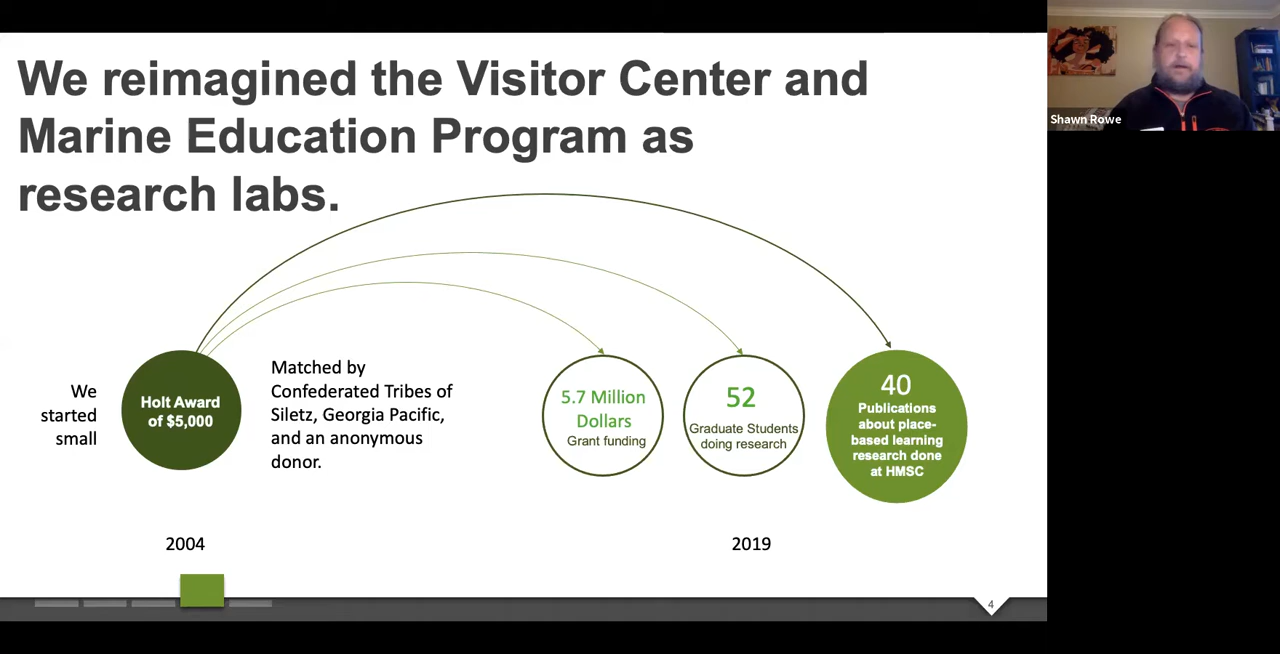 We reimagined the Visitor Center and
Marine Education Program as
research labs.
We
started
small
Holt Award
of $5,000
Matched by
Confederated Tribes of
Siletz, Georgia Pacific,
and an anonymous
donor.
5.7 Million
Dollars
Grant funding
52
Graduate Students
doing research
40
Publications
about place-
based learning
research done
at HMSC
2004
2019
4
Shawn Rowe